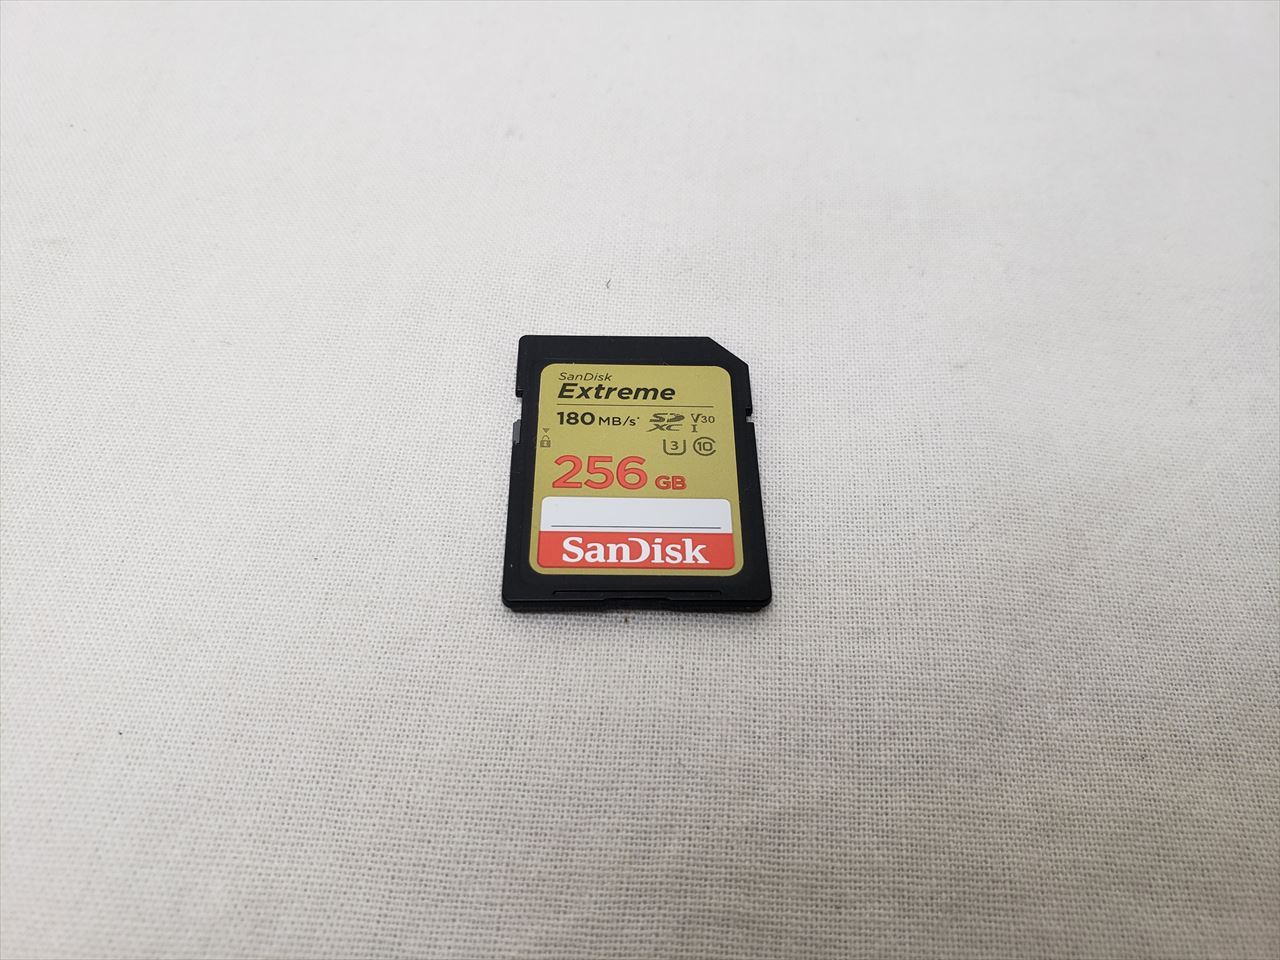 SanDisk
Extreme
180 MB/s* SD XC V30 I
3 10
256 GB
SanDisk